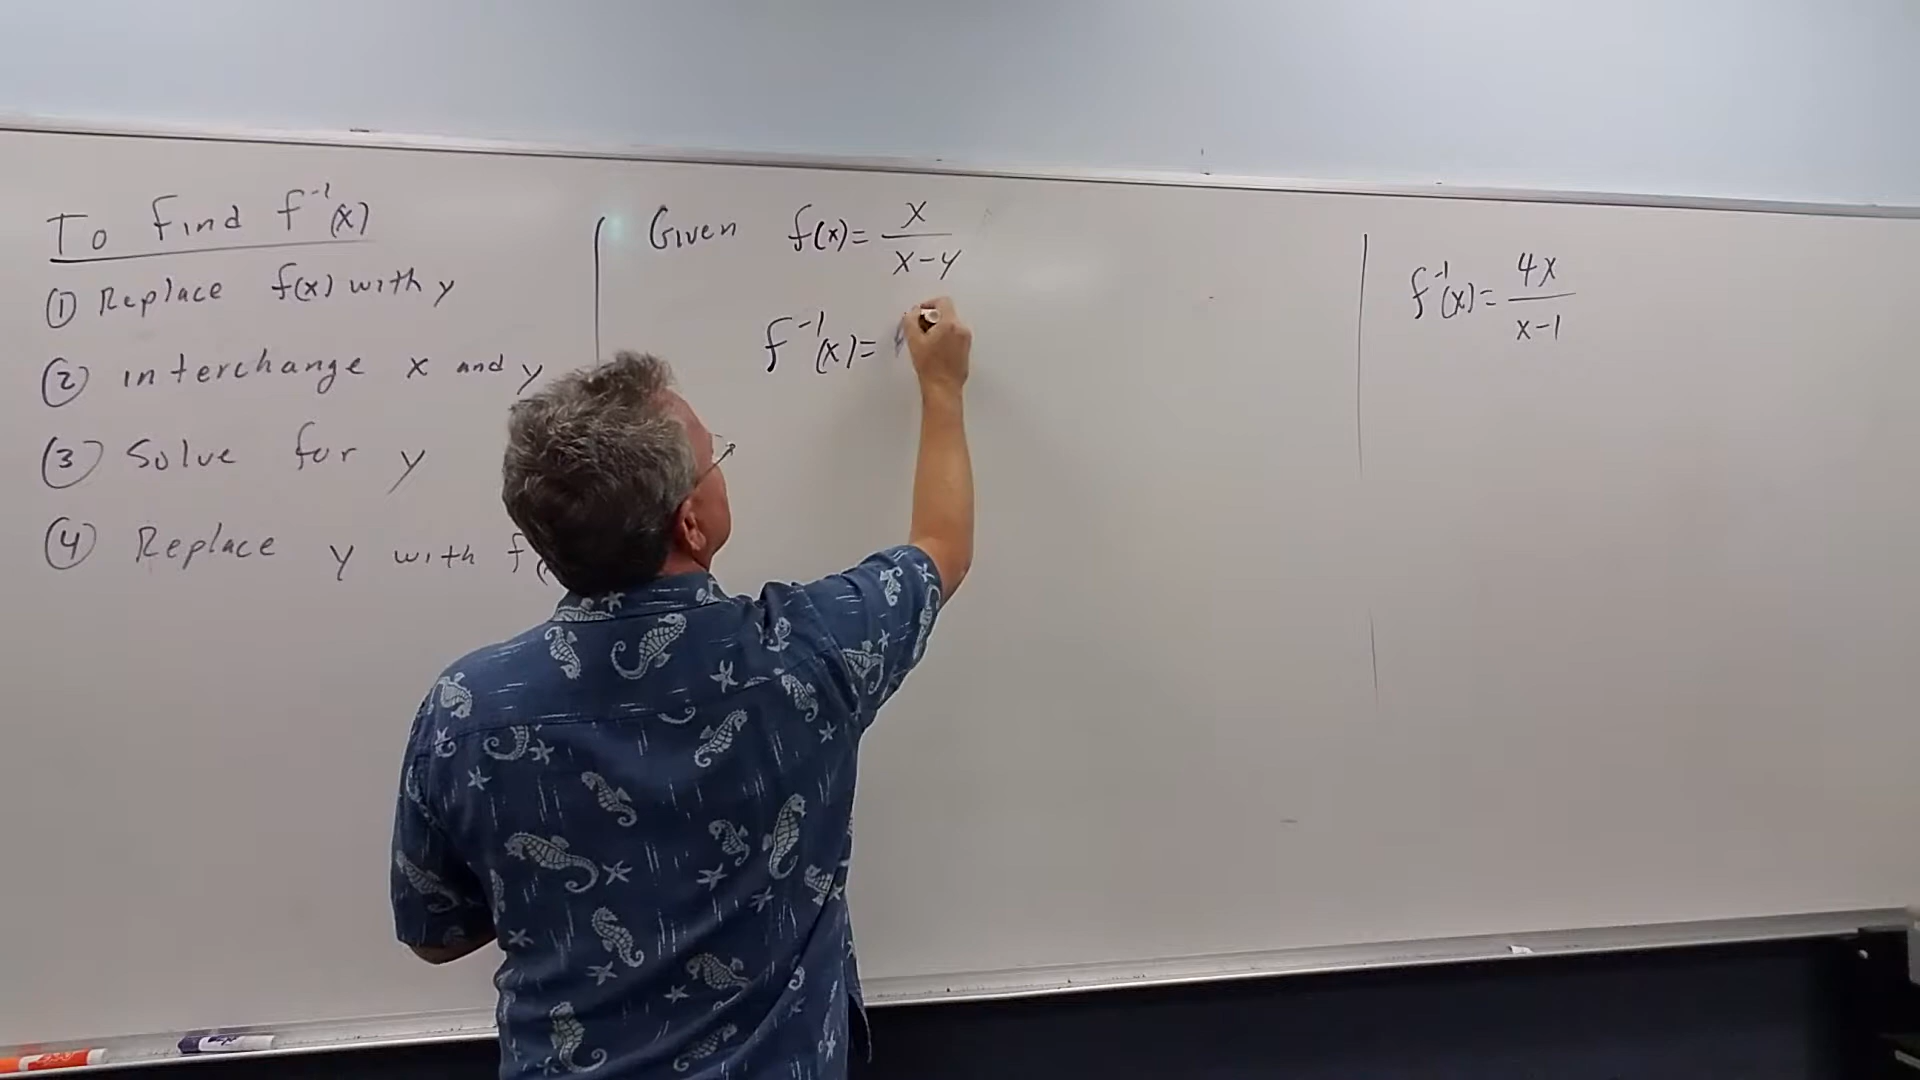 To Find f⁻¹(x)
① Replace f(x) with y
② interchange x and y
③ Solve for y
④ Replace y with f(
Given f(x) = x / (x-4)
f⁻¹(x) =
f⁻¹(x) = 4x / (x-1)